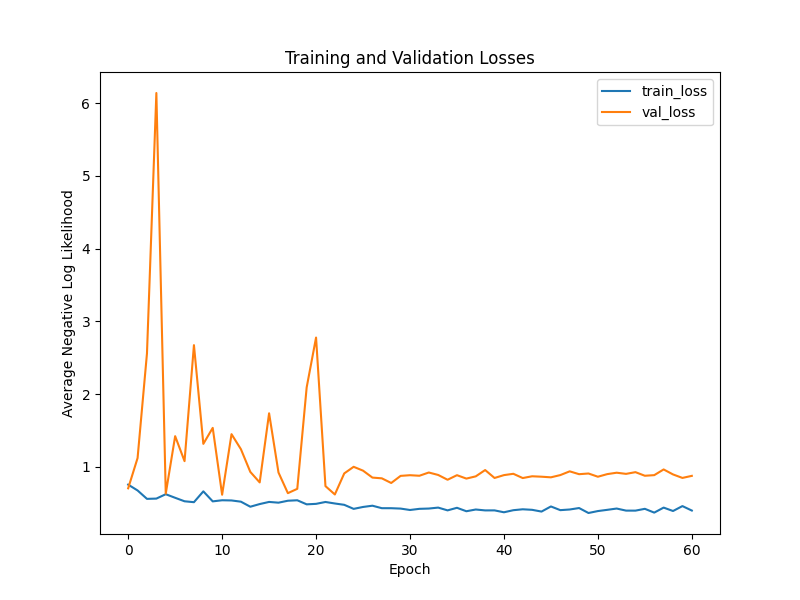 Training and Validation Losses
train_loss
val_loss
Average Negative Log Likelihood
6
5
4
3
2
1
0
10
20
30
40
50
60
Epoch